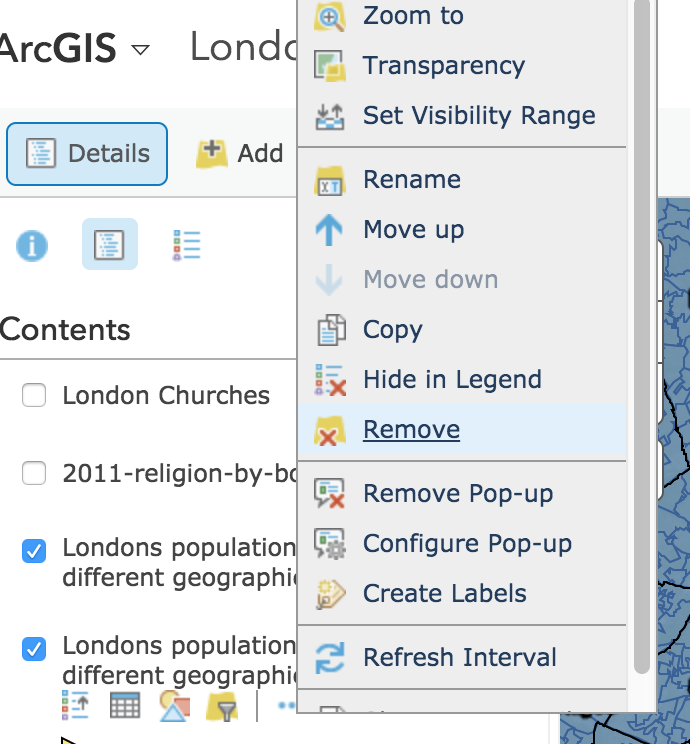 ArcGIS
Londo
Details
Add
Contents
London Churches
2011-religion-by-bo
Londons population
different geographi
Londons population
different geographi
Zoom to
Transparency
Set Visibility Range
Rename
Move up
Move down
Copy
Hide in Legend
Remove
Remove Pop-up
Configure Pop-up
Create Labels
Refresh Interval